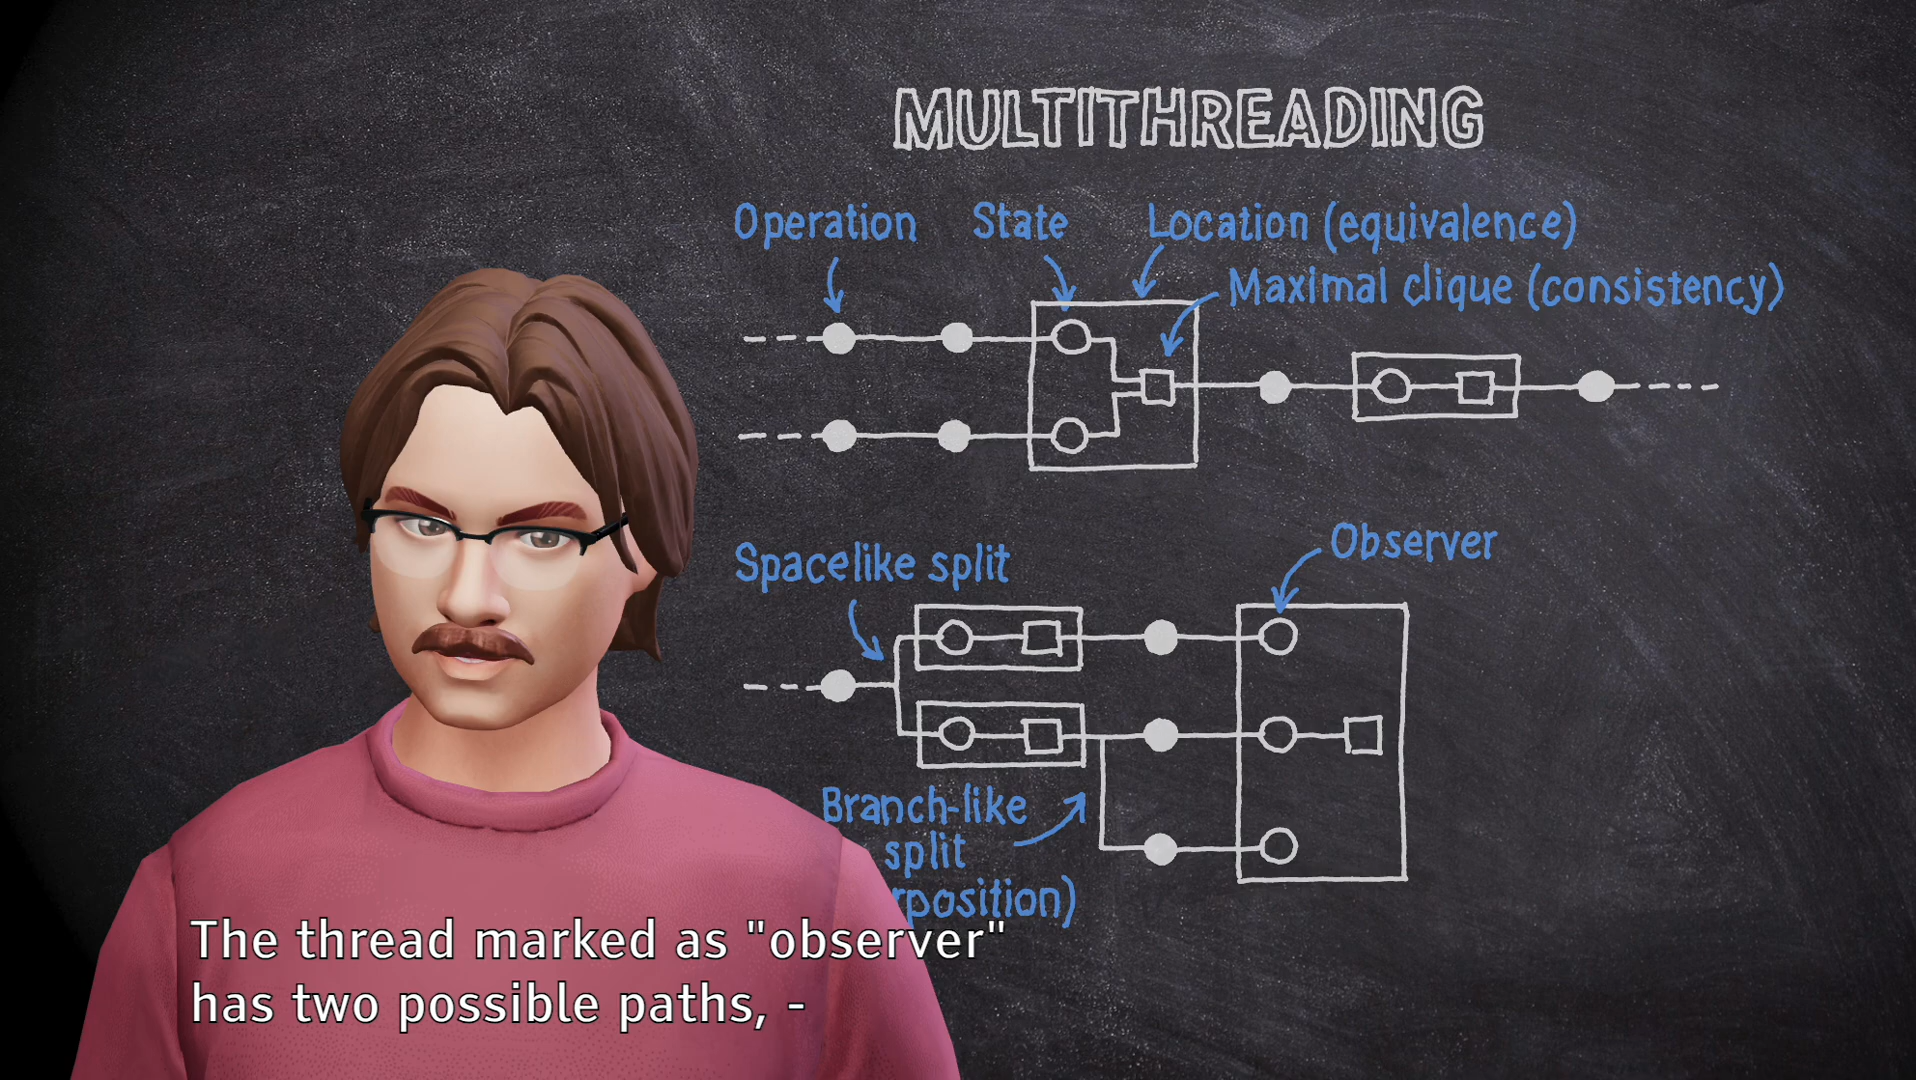 MULTITHREADING
Operation State Location (equivalence)
Maximal clique (consistency)
Observer
Spacelike split
Branch-like
split
rposition)
The thread marked as "observer"
has two possible paths, -